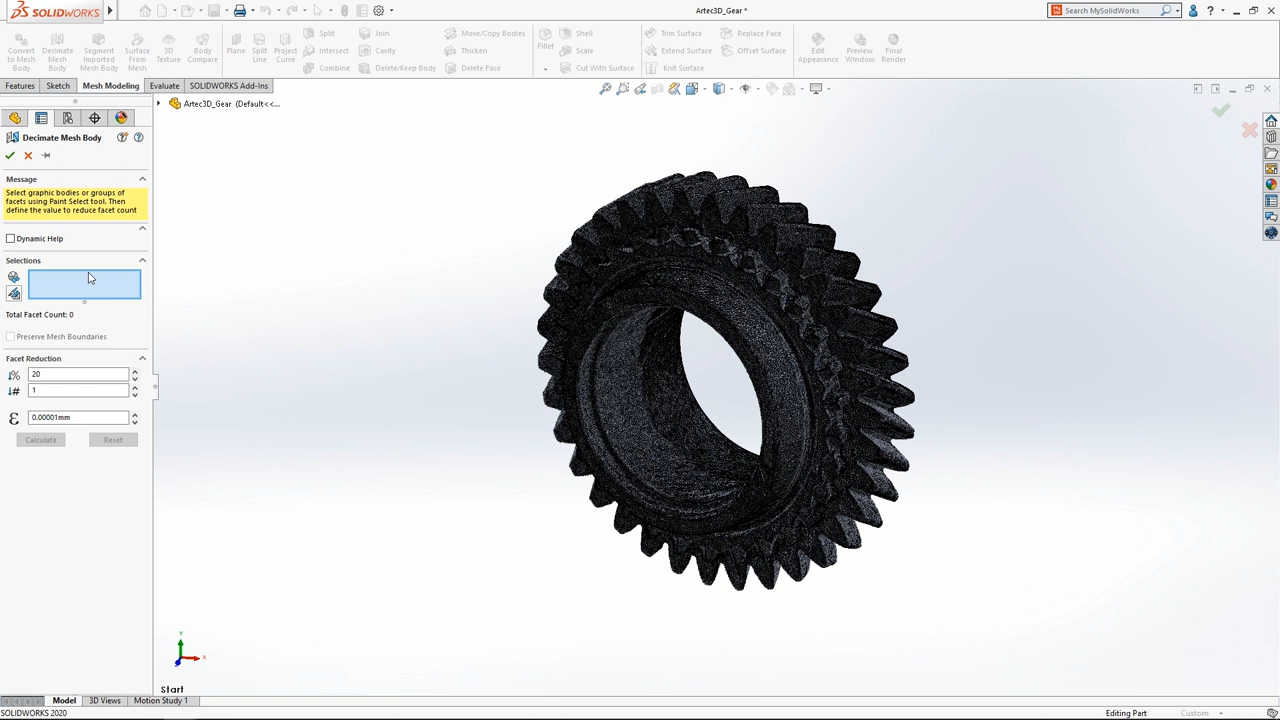 SOLIDWORKS
Artec3D_Gear *
Search MySolidWorks
Convert to Mesh Body
Decimate Mesh Body
Segment Imported Mesh Body
Surface From Mesh
3D Texture
Body Compare
Plane
Split Line
Project Curve
Split
Intersect
Combine
Join
Cavity
Delete/Keep Body
Move/Copy Bodies
Thicken
Delete Face
Fillet
Shell
Scale
Cut With Surface
Trim Surface
Extend Surface
Knit Surface
Replace Face
Offset Surface
Edit Appearance
Preview Window
Final Render
Features
Sketch
Mesh Modeling
Evaluate
SOLIDWORKS Add-Ins
Artec3D_Gear (Default<<...
Decimate Mesh Body
Message
Select graphic bodies or groups of
facets using Paint Select tool. Then
define the value to reduce facet count
Dynamic Help
Selections
Total Facet Count: 0
Preserve Mesh Boundaries
Facet Reduction
20
1
0.00001mm
Calculate
Reset
Y
X
Z
Start
Model
3D Views
Motion Study 1
SOLIDWORKS 2020
Editing Part
Custom